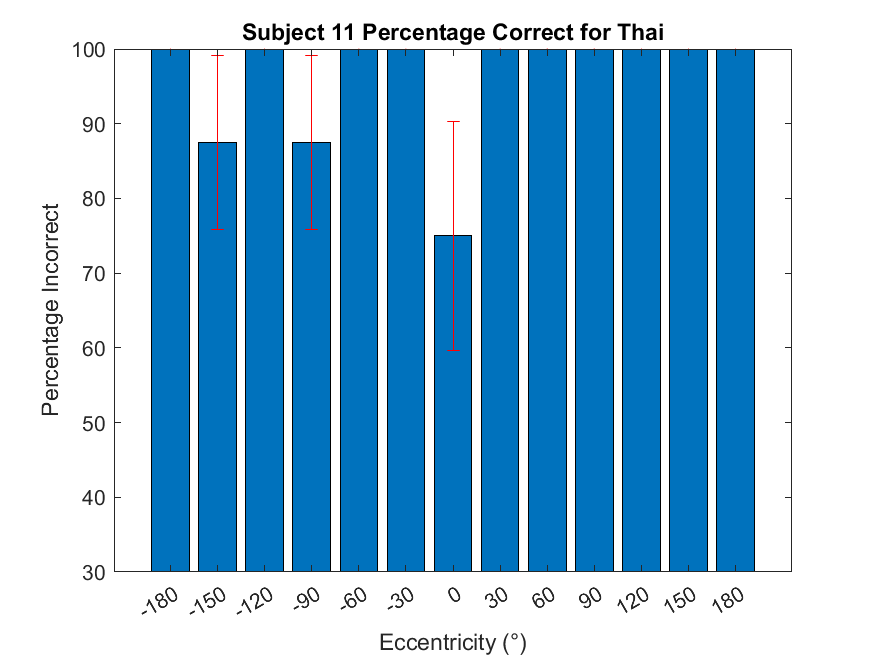 Subject 11 Percentage Correct for Thai
100
90
80
70
60
50
40
30
Percentage Incorrect
-180 -150 -120 -90 -60 -30 0 30 60 90 120 150 180
Eccentricity (°)